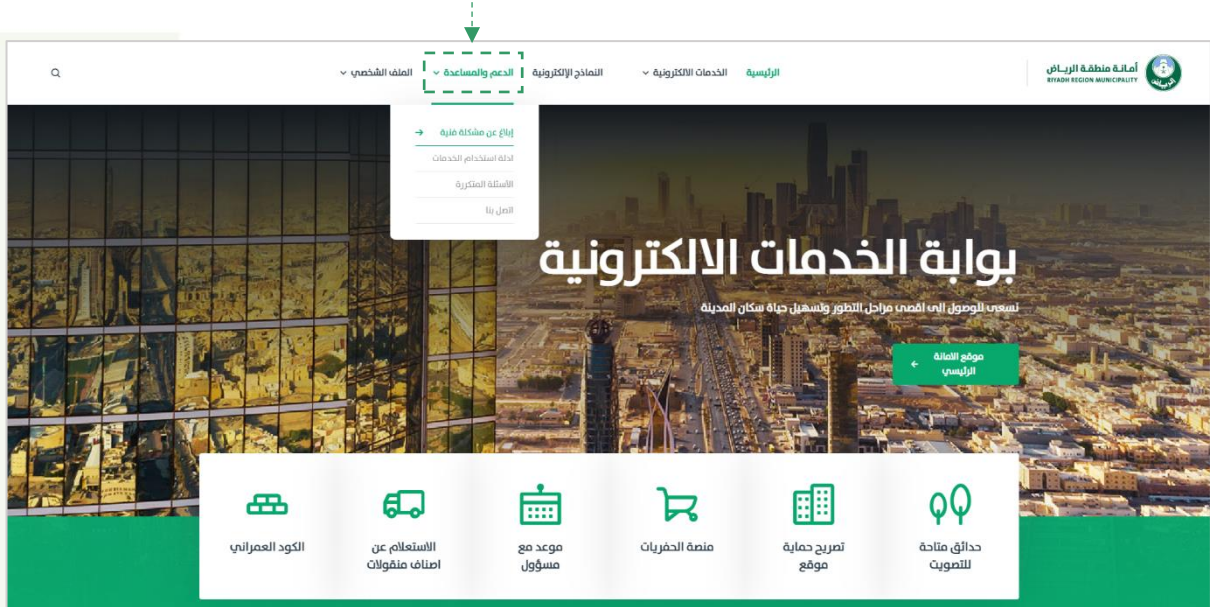 أمانة منطقة الرياض
RIYADH REGION MUNICIPALITY
الرئيسية
الخدمات الالكترونية
النماذج الإلكترونية
الدعم والمساعدة
الملف الشخصي
إبلاغ عن مشكلة فنية
ادلة استخدام الخدمات
الأسئلة المتكررة
اتصل بنا
بوابة الخدمات الالكترونية
نسعى للوصول الى اقصى مراحل التطور وتسهيل حياة سكان المدينة
موقع الامانة
الرئيسي
حدائق متاحة
للتصويت
تصريح حماية
موقع
منصة الحفريات
موعد مع
مسؤول
الاستعلام عن
اصناف منقولات
الكود العمراني